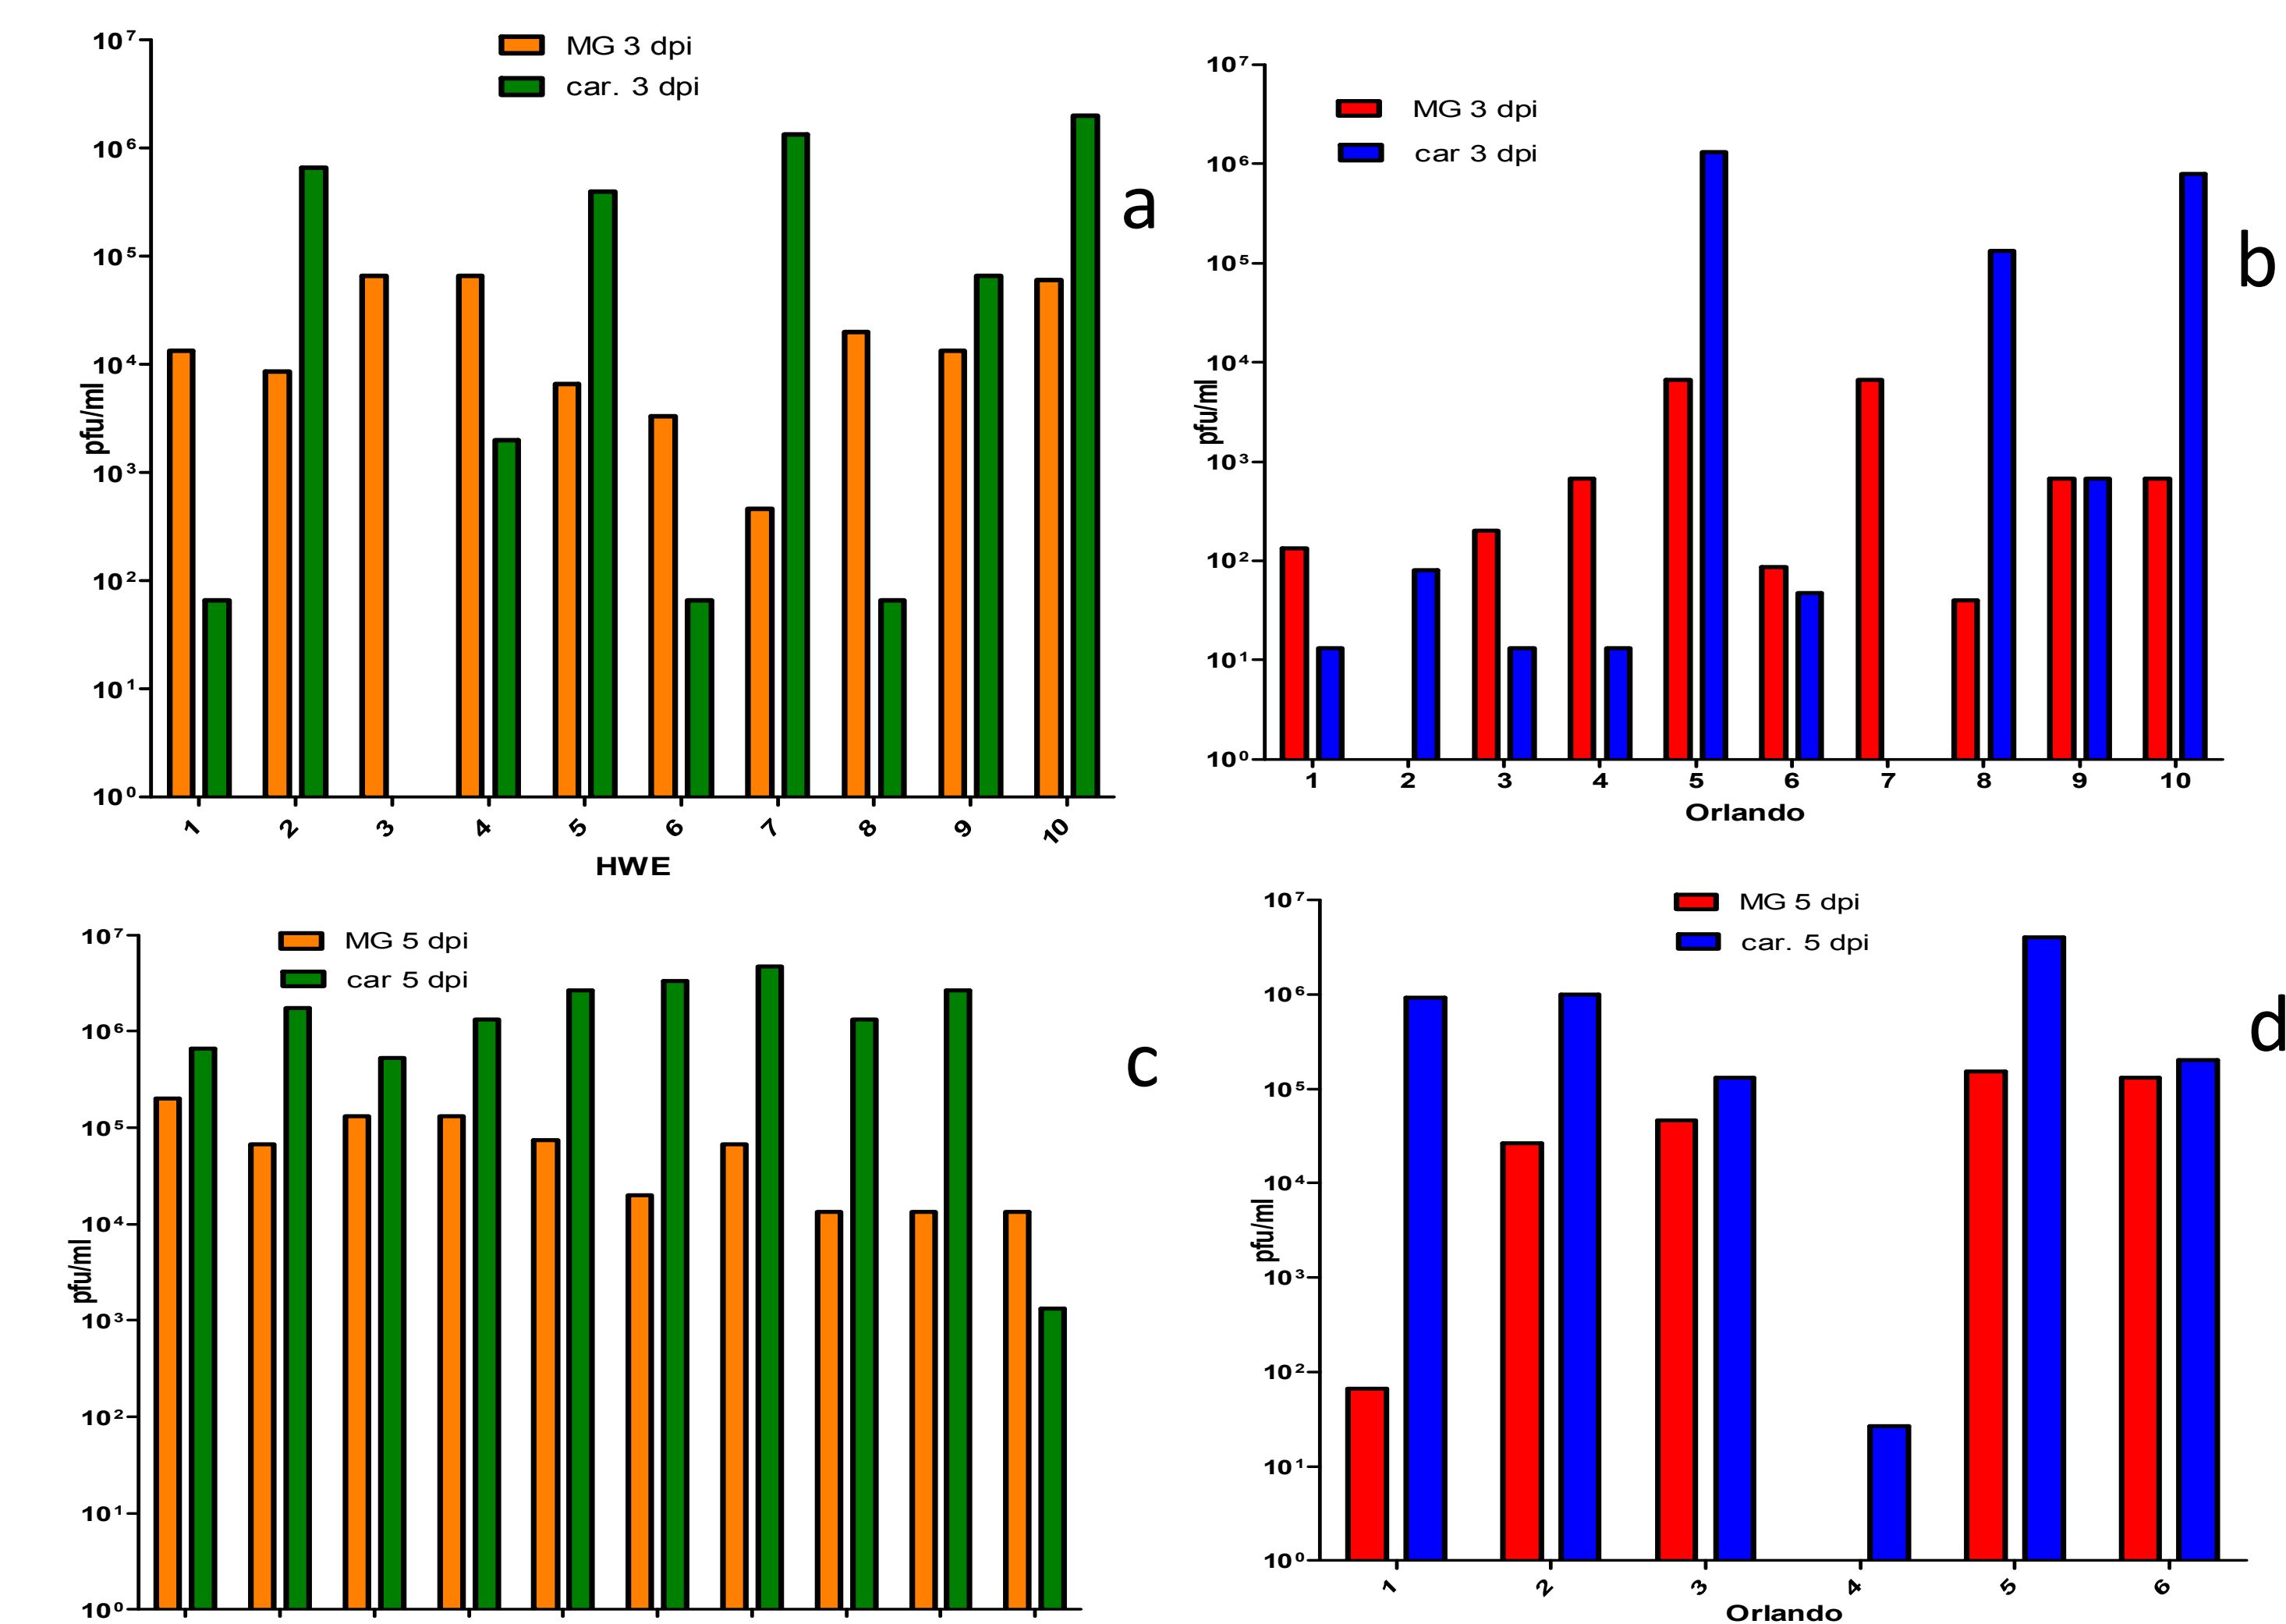 MG 3 dpi
car. 3 dpi
10⁷
10⁶
10⁵
10⁴
10³
10²
10¹
10⁰
pfu/ml
1 2 3 4 5 6 7 8 9 10
HWE
a
MG 3 dpi
car 3 dpi
10⁷
10⁶
10⁵
10⁴
10³
10²
10¹
10⁰
pfu/ml
1 2 3 4 5 6 7 8 9 10
Orlando
b
MG 5 dpi
car 5 dpi
10⁷
10⁶
10⁵
10⁴
10³
10²
10¹
10⁰
pfu/ml
c
MG 5 dpi
car. 5 dpi
10⁷
10⁶
10⁵
10⁴
10³
10²
10¹
10⁰
pfu/ml
1 2 3 4 5 6
Orlando
d